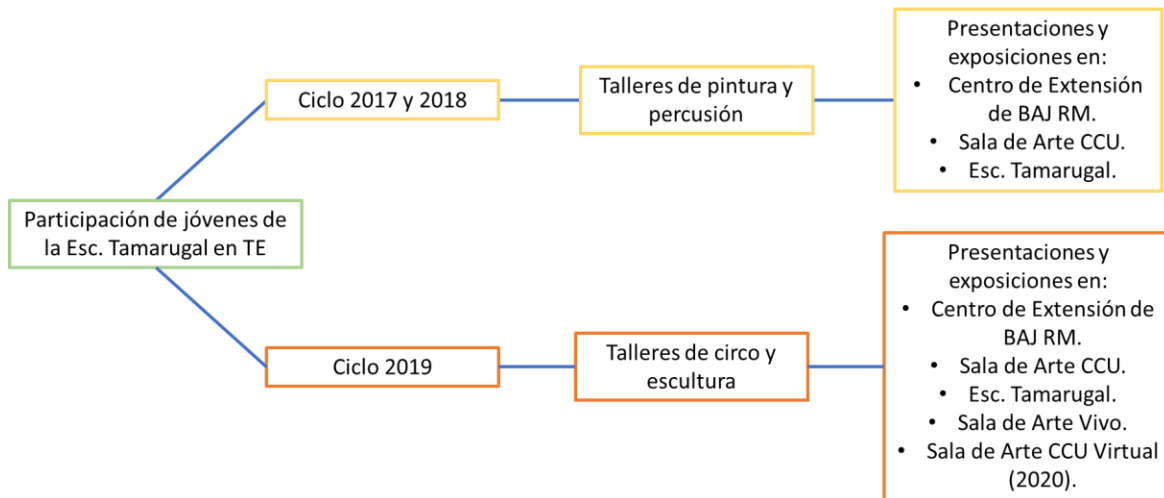 Participación de jóvenes de
la Esc. Tamarugal en TE
Ciclo 2017 y 2018
Talleres de pintura y
percusión
Presentaciones y
exposiciones en:
• Centro de Extensión
de BAJ RM.
• Sala de Arte CCU.
• Esc. Tamarugal.
Ciclo 2019
Talleres de circo y
escultura
Presentaciones y
exposiciones en:
• Centro de Extensión de
BAJ RM.
• Sala de Arte CCU.
• Esc. Tamarugal.
• Sala de Arte Vivo.
• Sala de Arte CCU Virtual
(2020).